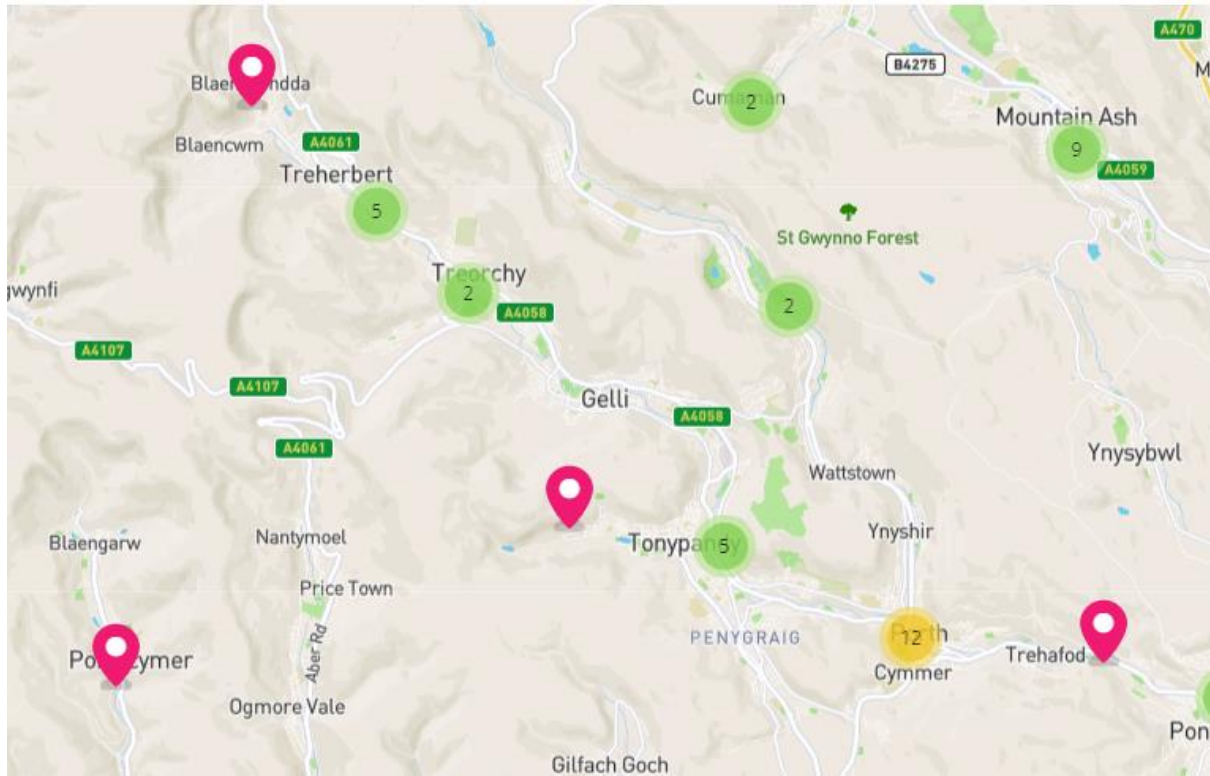 A470
B4275
2
Mountain Ash
9
A4059
Blaencwm
A4061
Treherbert
5
St Gwynno Forest
Treorchy
2
A4058
2
gwynfi
A4107
A4107
Gelli
A4058
A4061
Wattstown
Ynysybwl
Blaengarw
Nantymoel
5
Ynyshir
Price Town
PENYGRAIG
12
Trehafod
Cymmer
Aber Rd
Ogmore Vale
Gilfach Goch
Pon
M